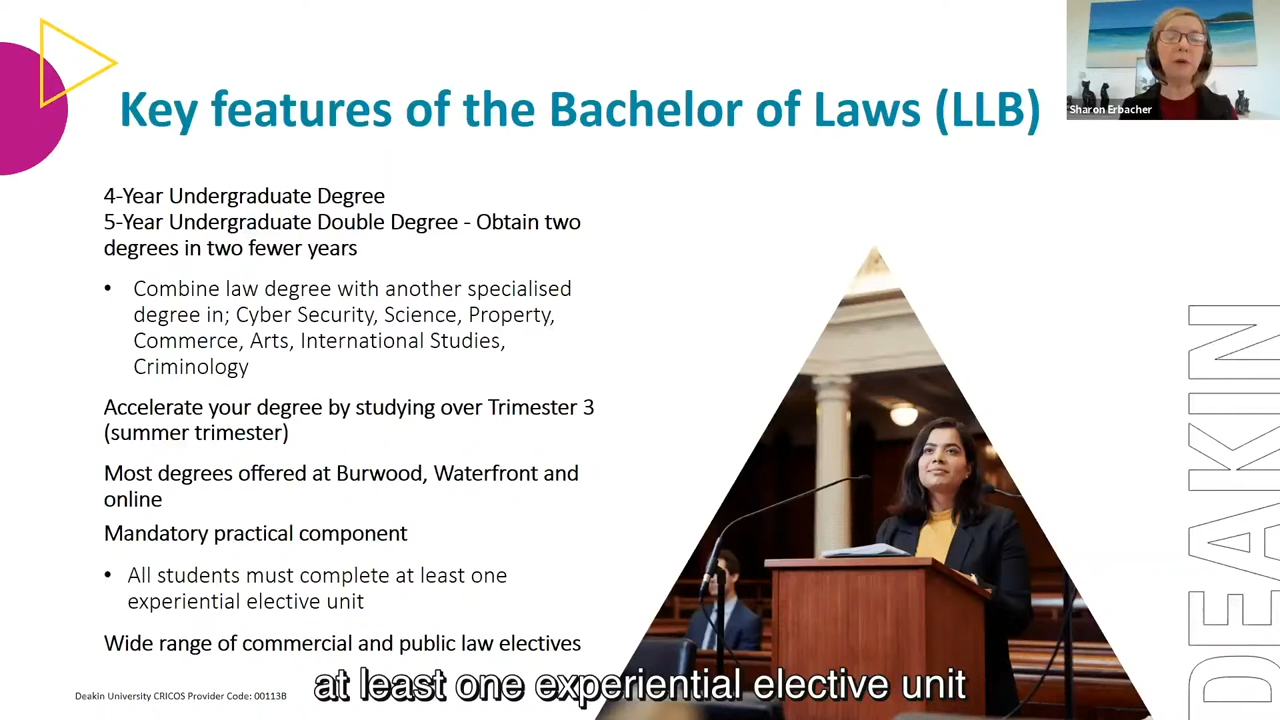 Key features of the Bachelor of Laws (LLB)
Sharon Erbacher
4-Year Undergraduate Degree
5-Year Undergraduate Double Degree - Obtain two
degrees in two fewer years
• Combine law degree with another specialised
degree in; Cyber Security, Science, Property,
Commerce, Arts, International Studies,
Criminology
Accelerate your degree by studying over Trimester 3
(summer trimester)
Most degrees offered at Burwood, Waterfront and
online
Mandatory practical component
• All students must complete at least one
experiential elective unit
Wide range of commercial and public law electives
DEAKIN
Deakin University CRICOS Provider Code: 00113B
at least one experiential elective unit